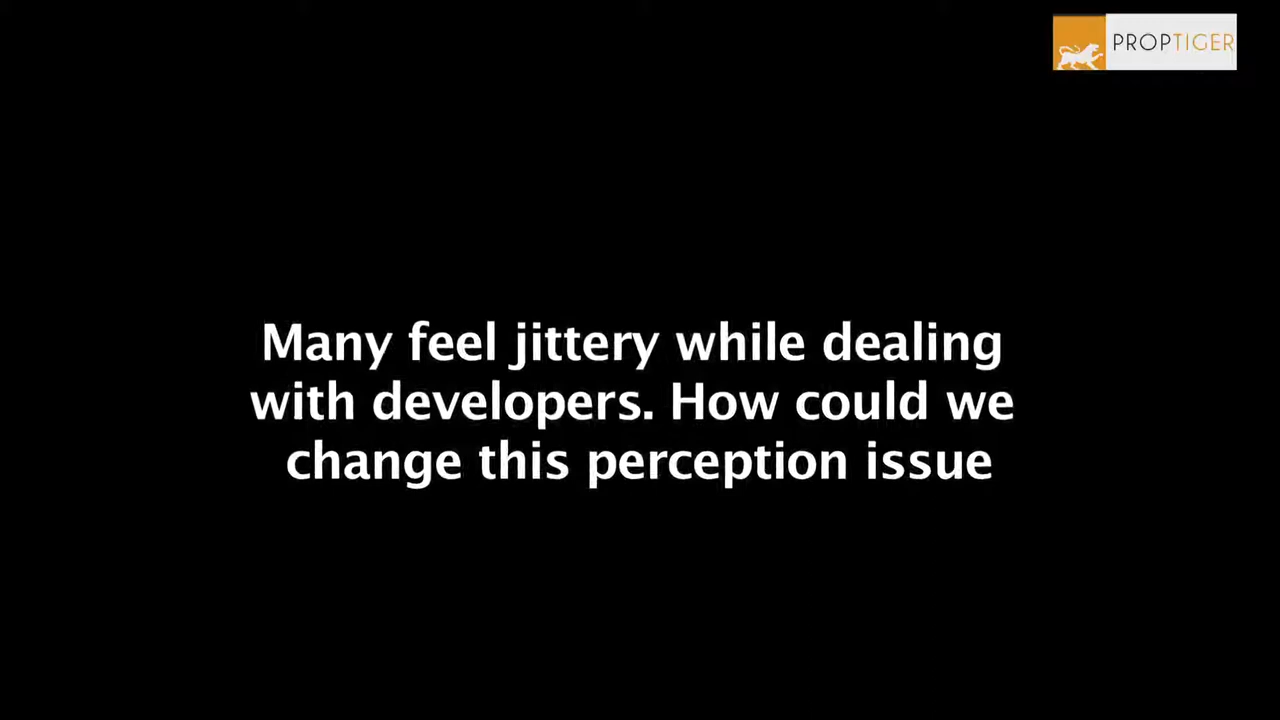 PROPTIGER
Many feel jittery while dealing
with developers. How could we
change this perception issue